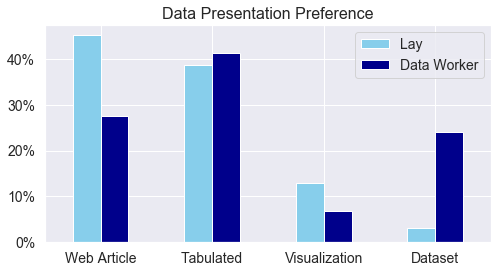 Data Presentation Preference
Lay
Data Worker
40%
30%
20%
10%
0%
Web Article Tabulated Visualization Dataset